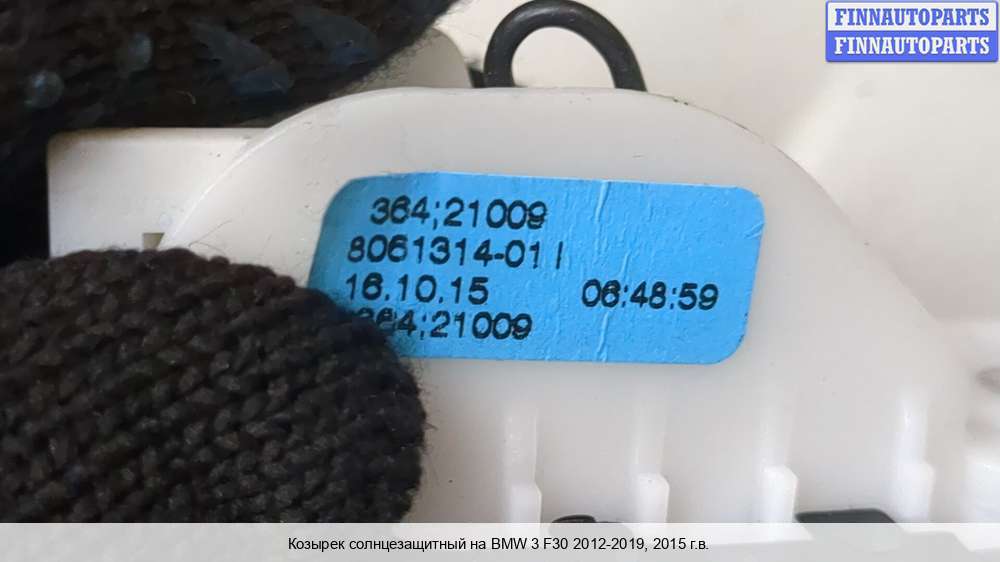 FINNAUTOPARTS
FINNAUTOPARTS
364;21009
8061314-01 I
16.10.15 06:48:59
364;21009
Козырек солнцезащитный на BMW 3 F30 2012-2019, 2015 г.в.